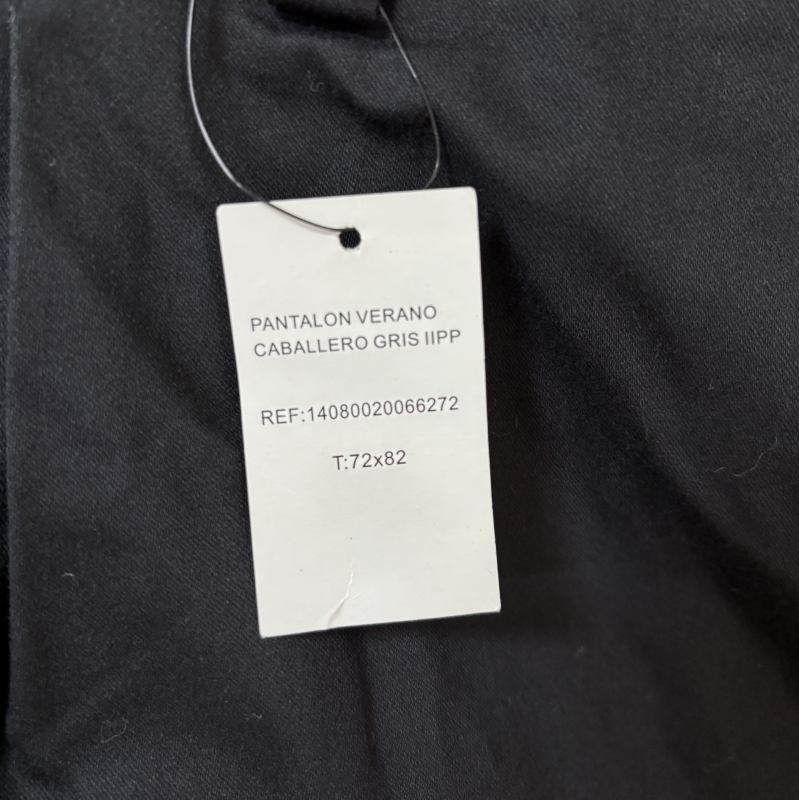 PANTALON VERANO
CABALLERO GRIS IIPP
REF:14080020066272
T:72x82